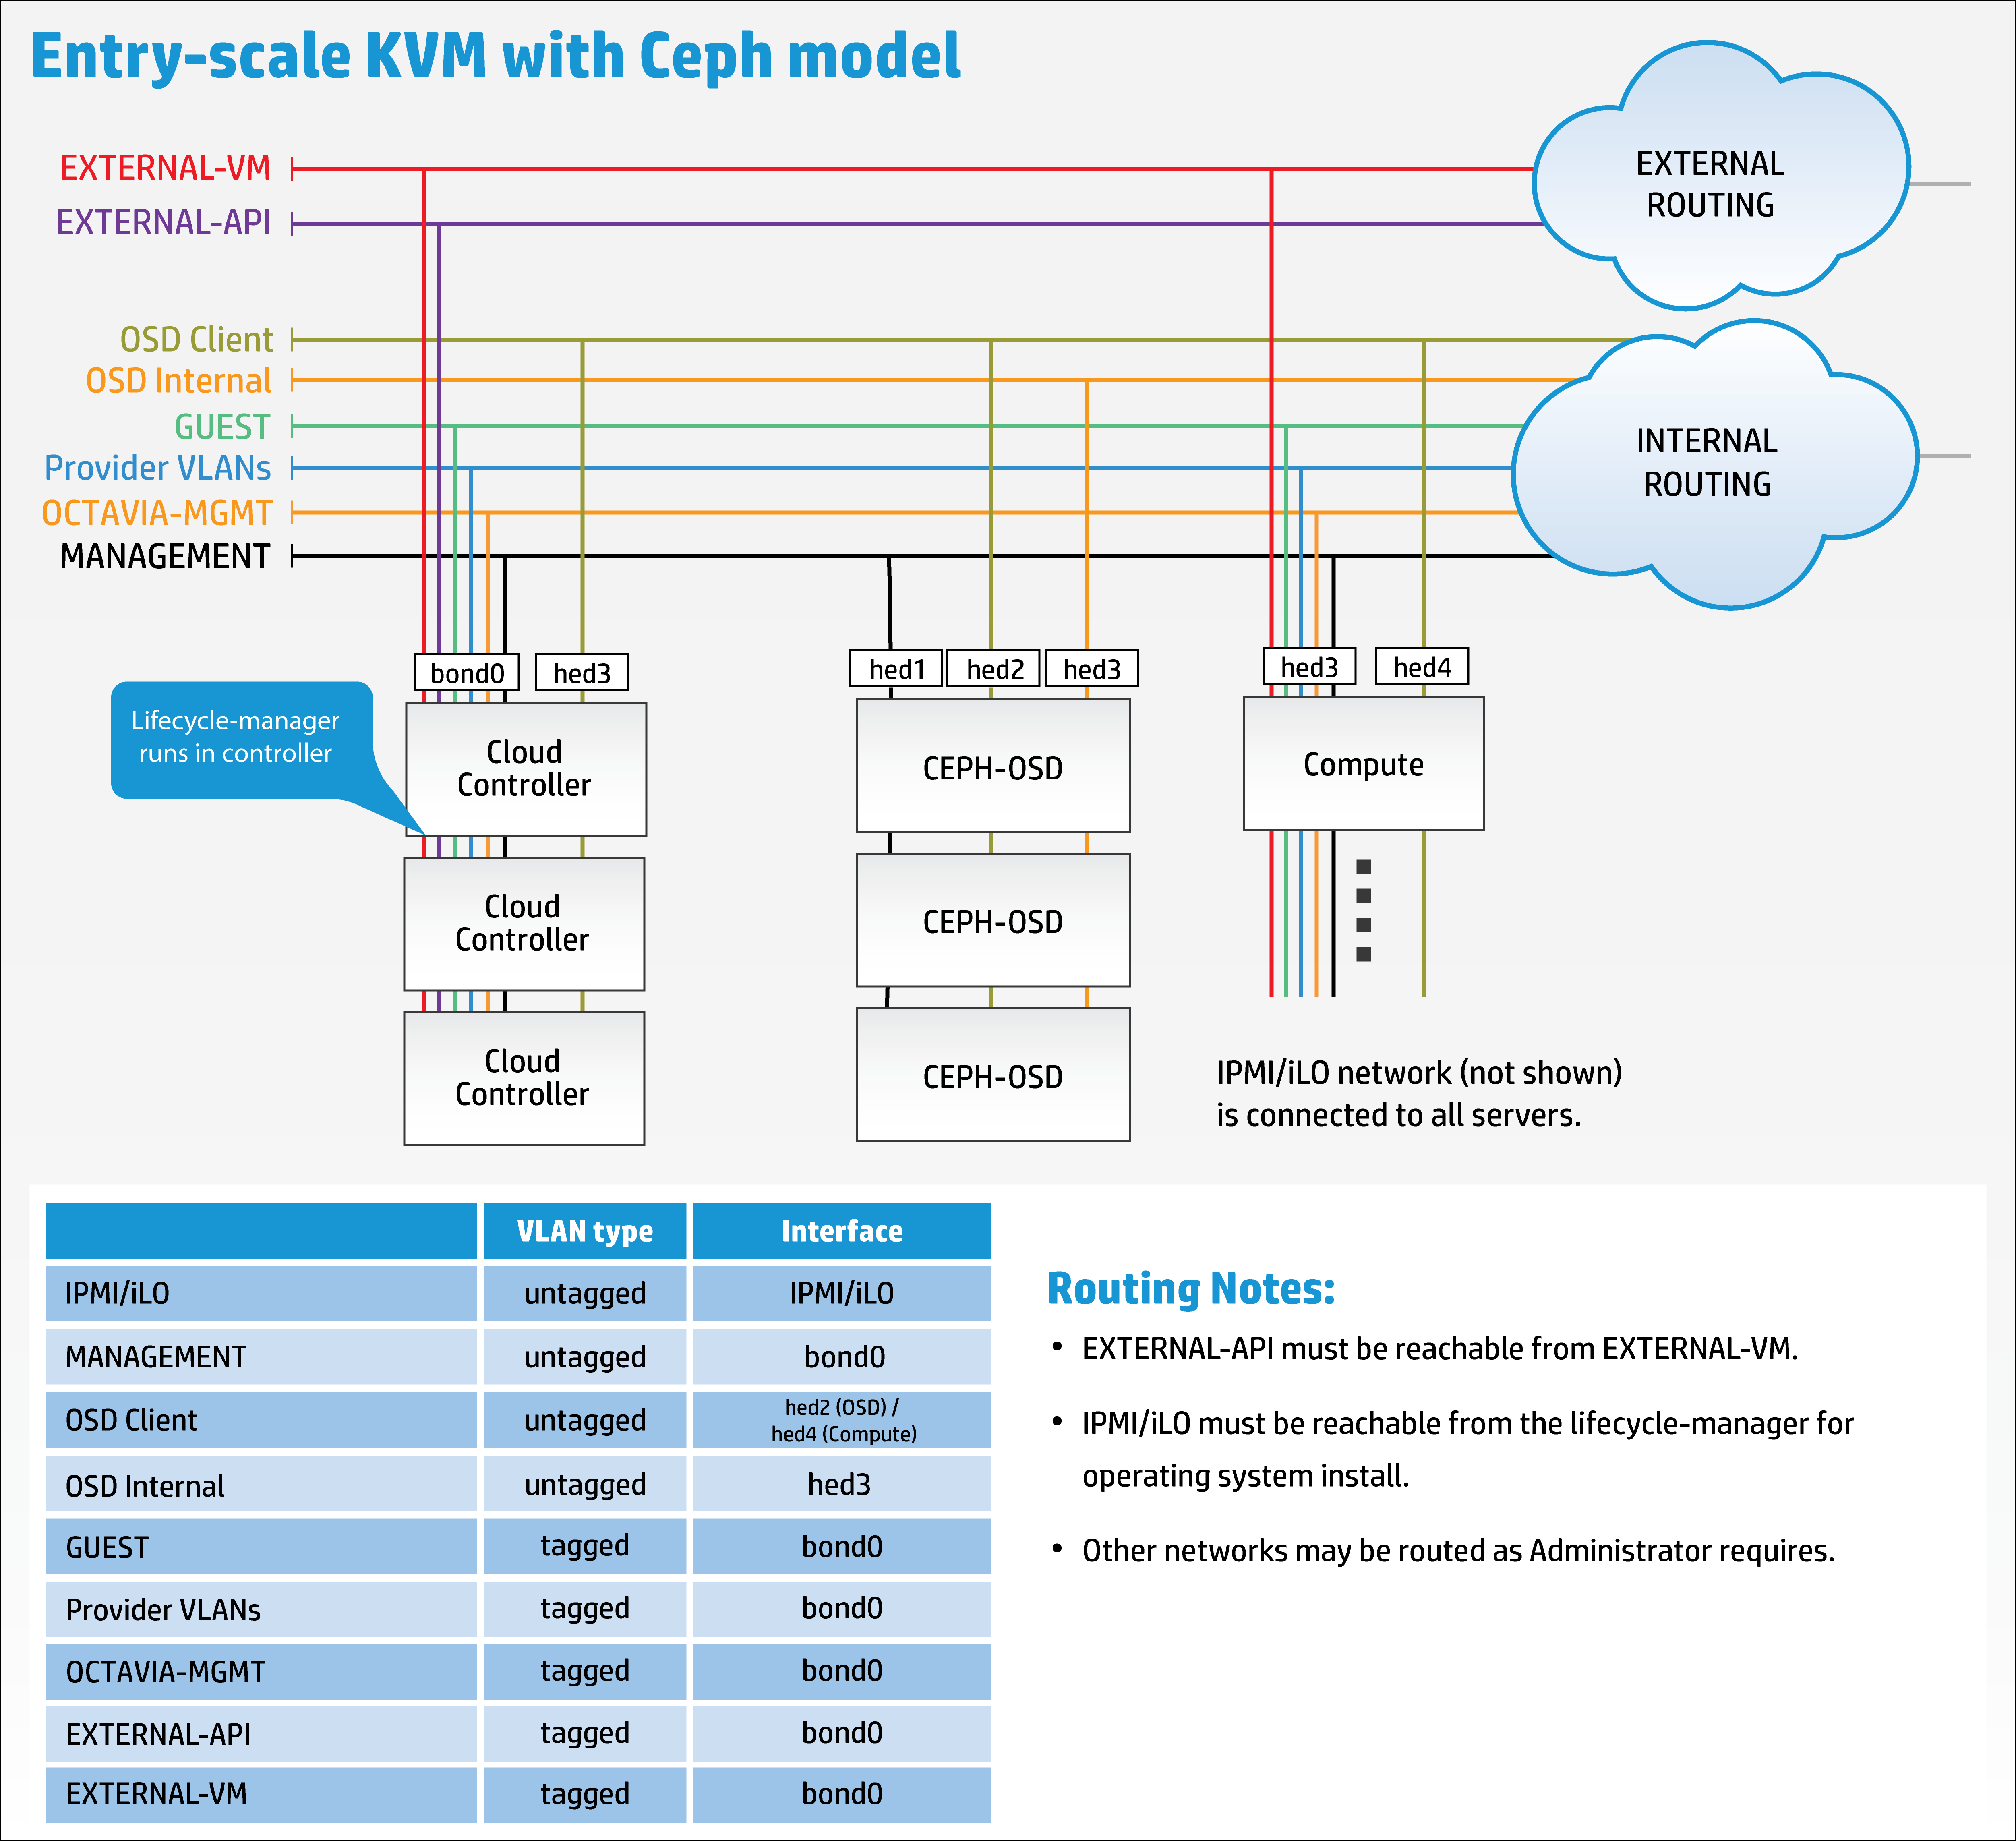 Entry-scale KVM with Ceph model
EXTERNAL-VM
EXTERNAL-API
EXTERNAL
ROUTING
OSD Client
OSD Internal
GUEST
Provider VLANs
OCTAVIA-MGMT
MANAGEMENT
INTERNAL
ROUTING
bond0
hed3
hed1
hed2
hed3
hed3
hed4
Lifecycle-manager
runs in controller
Cloud
Controller
CEPH-OSD
Compute
Cloud
Controller
CEPH-OSD
Cloud
Controller
CEPH-OSD
IPMI/iLO network (not shown)
is connected to all servers.
VLAN type Interface
IPMI/iLO untagged IPMI/iLO
MANAGEMENT untagged bond0
OSD Client untagged hed2 (OSD) /
hed4 (Compute)
OSD Internal untagged hed3
GUEST tagged bond0
Provider VLANs tagged bond0
OCTAVIA-MGMT tagged bond0
EXTERNAL-API tagged bond0
EXTERNAL-VM tagged bond0
Routing Notes:
• EXTERNAL-API must be reachable from EXTERNAL-VM.
• IPMI/iLO must be reachable from the lifecycle-manager for
operating system install.
• Other networks may be routed as Administrator requires.